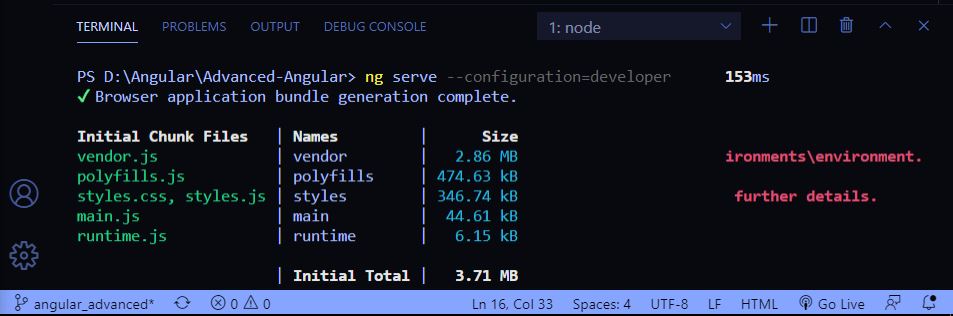 TERMINAL PROBLEMS OUTPUT DEBUG CONSOLE 1: node
PS D:\Angular\Advanced-Angular> ng serve --configuration=developer 153ms
✓ Browser application bundle generation complete.
Initial Chunk Files | Names | Size
vendor.js | vendor | 2.86 MB ironments\environment.
polyfills.js | polyfills | 474.63 kB
styles.css, styles.js | styles | 346.74 kB further details.
main.js | main | 44.61 kB
runtime.js | runtime | 6.15 kB
| Initial Total | 3.71 MB
angular_advanced* 0 0 Ln 16, Col 33 Spaces: 4 UTF-8 LF HTML Go Live